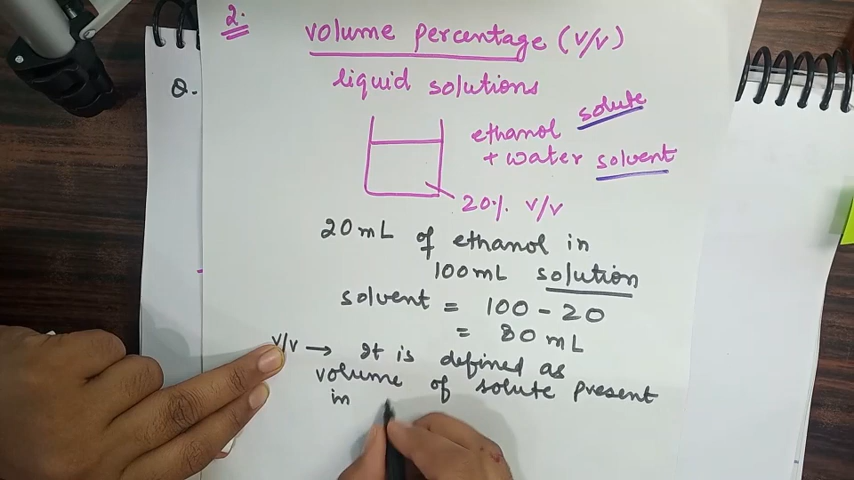 2.
volume percentage (v/v)
Q.
liquid solutions
ethanol solute
+ water solvent
20% v/v
20 mL of ethanol in
100 mL solution
solvent = 100 - 20
= 80 mL
v/v → It is defined as
volume of solute present
in